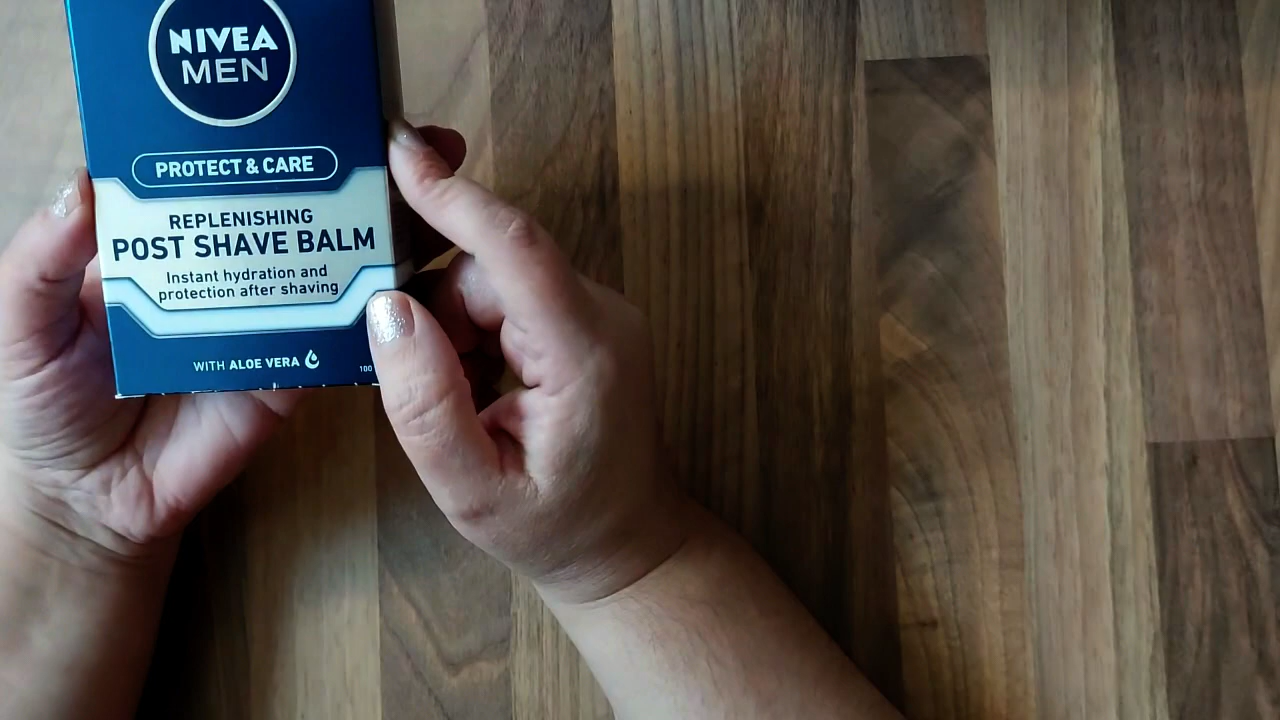 NIVEA
MEN
PROTECT & CARE
REPLENISHING
POST SHAVE BALM
Instant hydration and
protection after shaving
WITH ALOE VERA
100